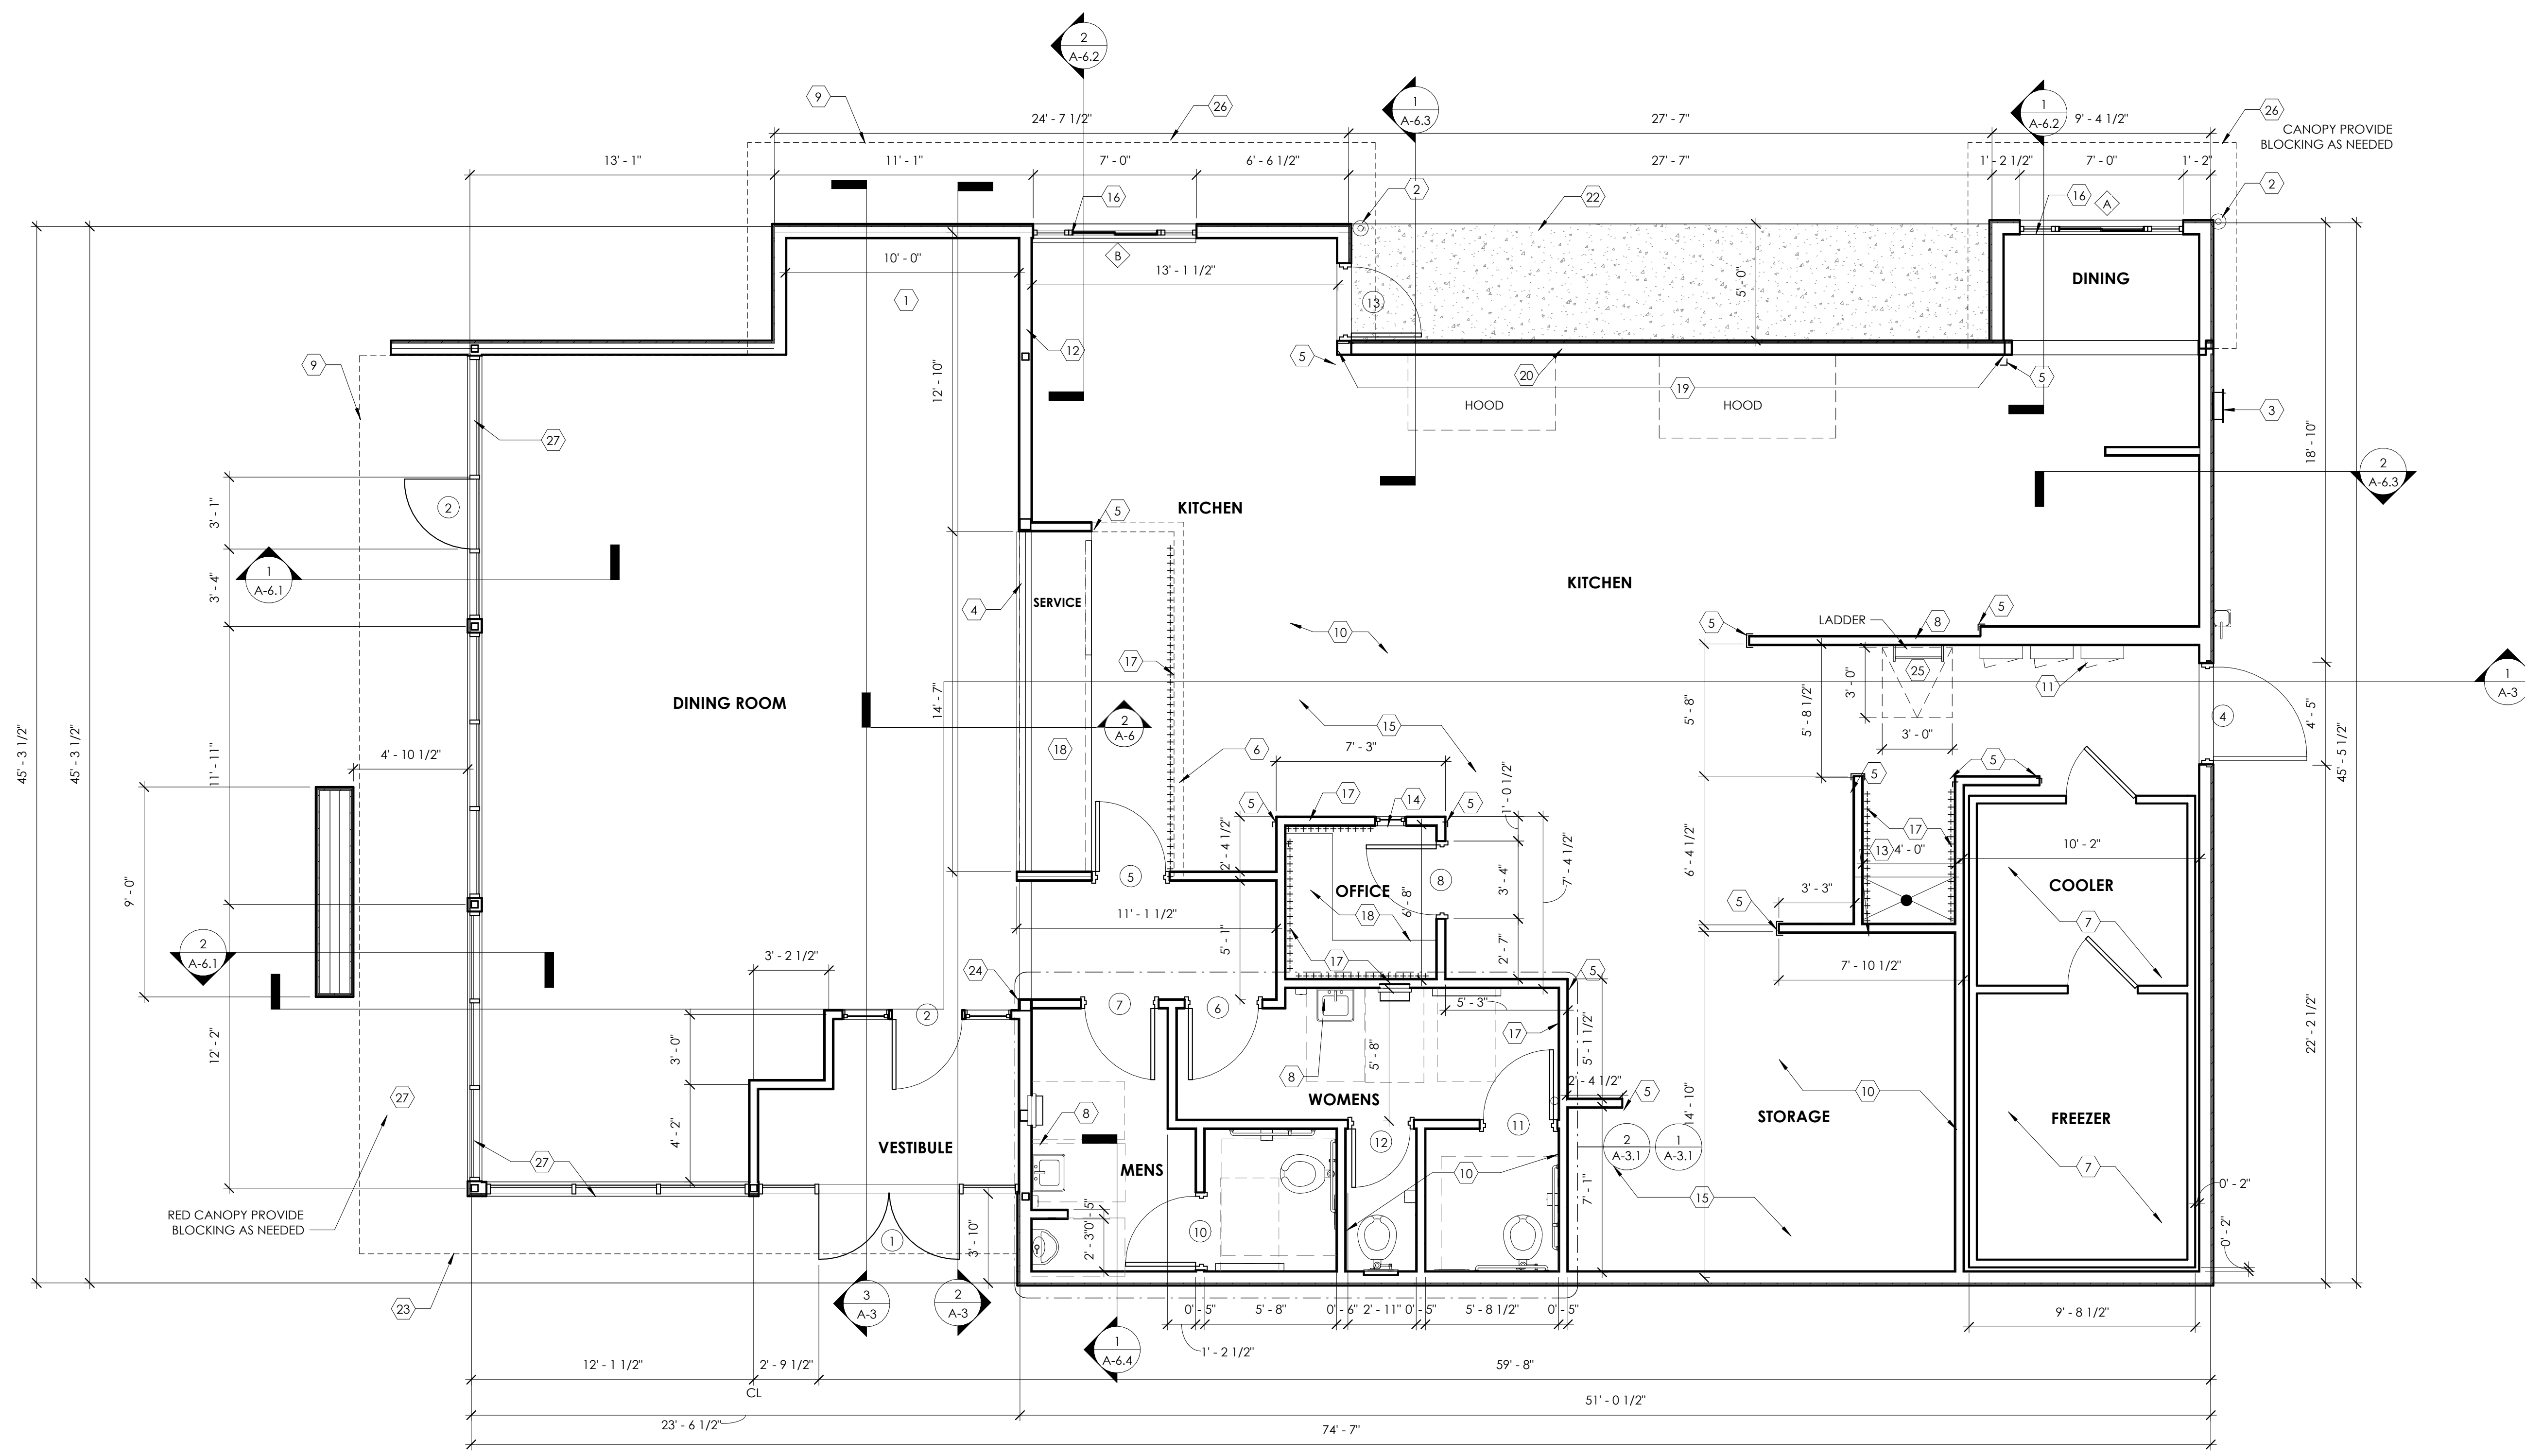 2
A-6.2
9
26
1
A-6.3
1
A-6.2
26
24' - 7 1/2"
27' - 7"
9' - 4 1/2"
CANOPY PROVIDE
BLOCKING AS NEEDED
13' - 1"
11' - 1"
7' - 0"
6' - 6 1/2"
27' - 7"
1' - 2 1/2"
7' - 0"
1' - 2"
16
2
22
16
A
2
B
10' - 0"
13' - 1 1/2"
1
13
5' - 0"
DINING
9
12
5
20
19
5
12' - 10"
HOOD
HOOD
3
27
18' - 10"
2
A-6.3
3' - 1"
2
KITCHEN
5
1
A-6.1
3' - 4"
KITCHEN
4
SERVICE
10
5
LADDER
8
5
17
25
11
3' - 0"
1
A-3
DINING ROOM
14' - 7"
2
A-6
15
5' - 8"
5' - 8 1/2"
3' - 0"
4
4' - 5"
45' - 3 1/2"
45' - 3 1/2"
11' - 11"
4' - 10 1/2"
18
6
7' - 3"
5
5
45' - 5 1/2"
5
17
14
5
1' - 0 1/2"
17
9' - 0"
2' - 4 1/2"
7' - 4 1/2"
6' - 4 1/2"
13
4' - 0"
10' - 2"
5
OFFICE
8
3' - 4"
COOLER
3' - 3"
6' - 8"
11' - 1 1/2"
18
5
7
2
A-6.1
3' - 2 1/2"
5' - 1"
17
2' - 7"
7' - 10 1/2"
24
5
2
7
6
5' - 3"
17
12' - 2"
3' - 0"
5' - 8"
5' - 1 1/2"
22' - 2 1/2"
8
2' - 4 1/2"
5
27
WOMENS
10
8
14' - 10"
STORAGE
FREEZER
4' - 2"
VESTIBULE
12
11
2
A-3.1
1
A-3.1
27
MENS
10
7
0' - 2"
7' - 1"
15
RED CANOPY PROVIDE
BLOCKING AS NEEDED
0' - 5"
2' - 3"
10
1
3' - 10"
0' - 2"
23
3
A-3
2
A-3
0' - 5"
5' - 8"
0' - 6"
2' - 11"
0' - 5"
5' - 8 1/2"
0' - 5"
9' - 8 1/2"
1
A-6.4
1' - 2 1/2"
12' - 1 1/2"
2' - 9 1/2"
59' - 8"
CL
51' - 0 1/2"
23' - 6 1/2"
74' - 7"